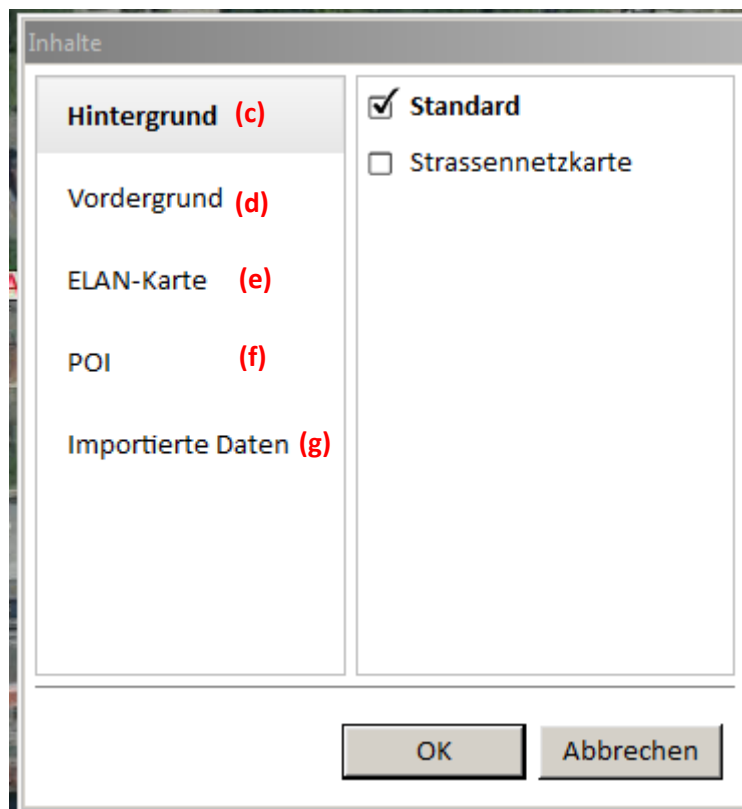 Inhalte
Hintergrund (c)
Vordergrund (d)
ELAN-Karte (e)
POI (f)
Importierte Daten (g)
Standard
Strassennetzkarte
OK
Abbrechen